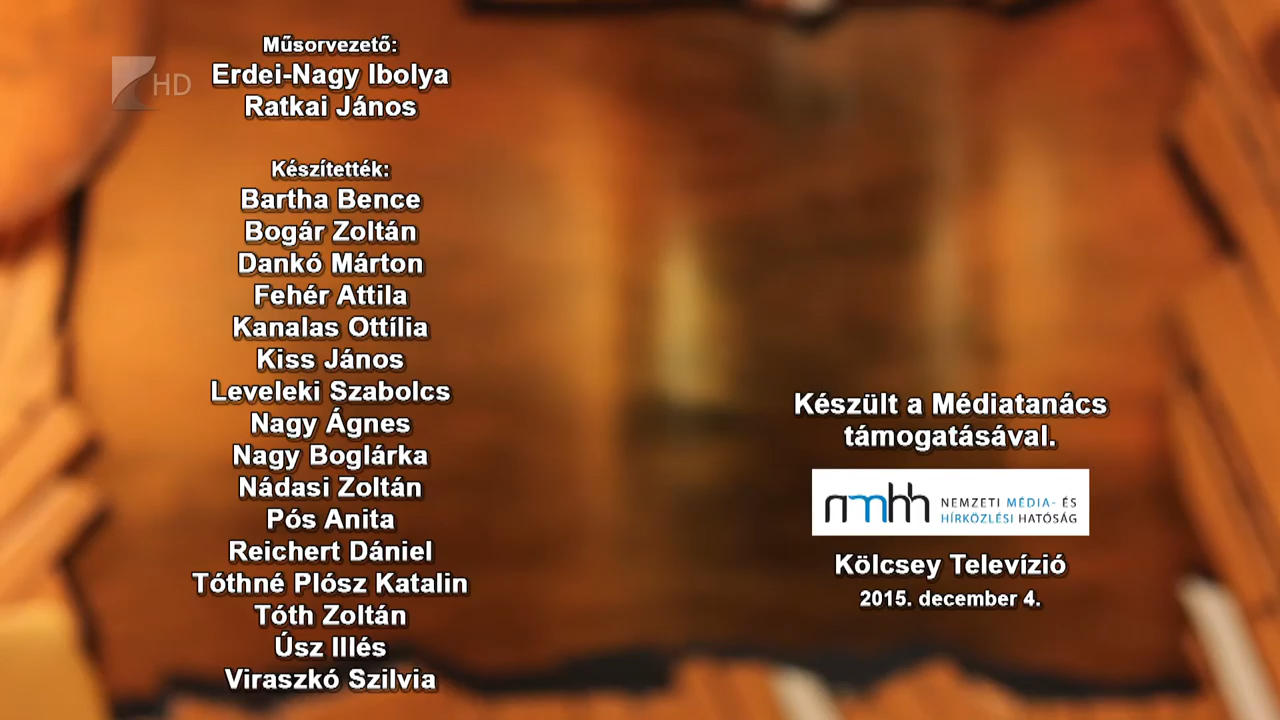 HD
Műsorvezető:
Erdei-Nagy Ibolya
Ratkai János
Készítették:
Bartha Bence
Bogár Zoltán
Dankó Márton
Fehér Attila
Kanalas Ottília
Kiss János
Leveleki Szabolcs
Nagy Ágnes
Nagy Boglárka
Nádasi Zoltán
Pós Anita
Reichert Dániel
Tóthné Plósz Katalin
Tóth Zoltán
Úsz Illés
Viraszkó Szilvia
Készült a Médiatanács
támogatásával.
nmhh NEMZETI MÉDIA- ÉS
HÍRKÖZLÉSI HATÓSÁG
Kölcsey Televízió
2015. december 4.